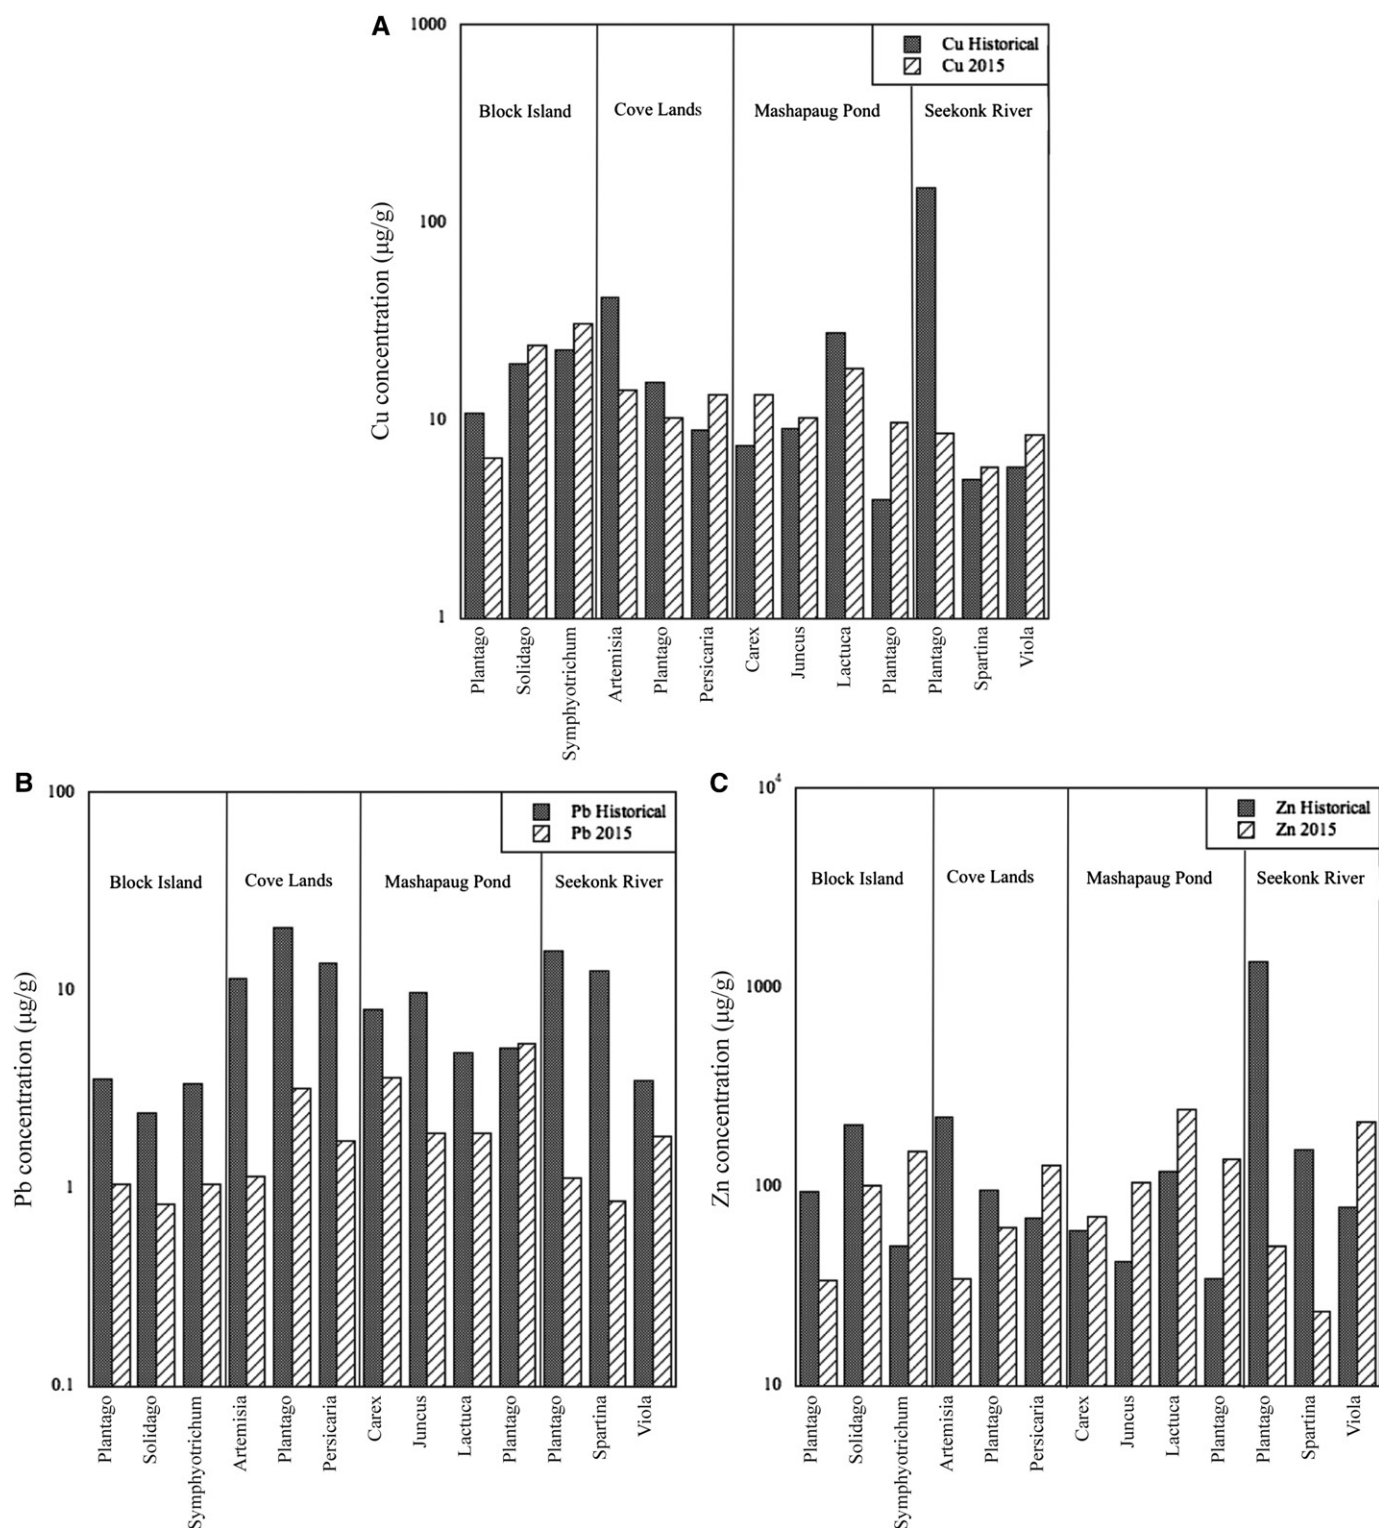 A
1000
Cu Historical
Cu 2015
Block Island
Cove Lands
Mashapaug Pond
Seekonk River
100
Cu concentration (µg/g)
10
1
Plantago
Solidago
Symphyotrichum
Artemisia
Plantago
Persicaria
Carex
Juncus
Lactuca
Plantago
Plantago
Spartina
Viola
B
100
Pb Historical
Pb 2015
Block Island
Cove Lands
Mashapaug Pond
Seekonk River
10
Pb concentration (µg/g)
1
0.1
Plantago
Solidago
Symphyotrichum
Artemisia
Plantago
Persicaria
Carex
Juncus
Lactuca
Plantago
Plantago
Spartina
Viola
C
10⁴
Zn Historical
Zn 2015
Block Island
Cove Lands
Mashapaug Pond
Seekonk River
1000
Zn concentration (µg/g)
100
10
Plantago
Solidago
Symphyotrichum
Artemisia
Plantago
Persicaria
Carex
Juncus
Lactuca
Plantago
Plantago
Spartina
Viola